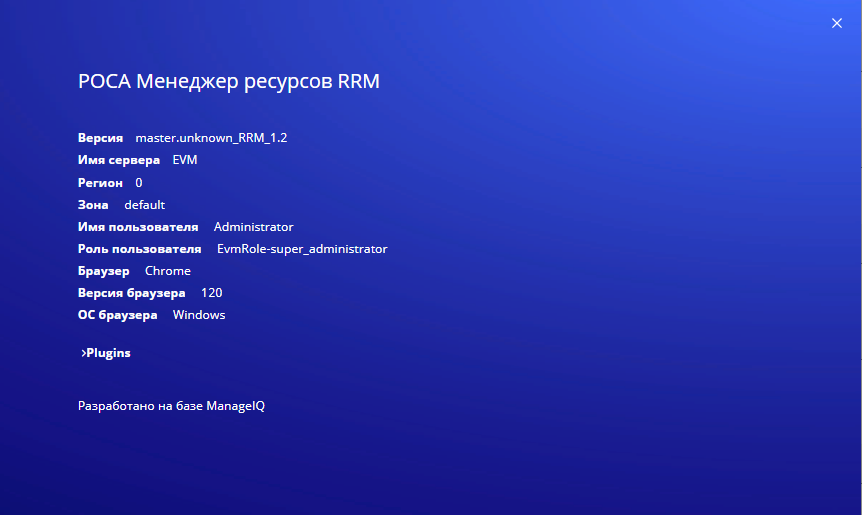 РОСА Менеджер ресурсов RRM
Версия master.unknown_RRM_1.2
Имя сервера EVM
Регион 0
Зона default
Имя пользователя Administrator
Роль пользователя EvmRole-super_administrator
Браузер Chrome
Версия браузера 120
ОС браузера Windows
›Plugins
Разработано на базе ManageIQ